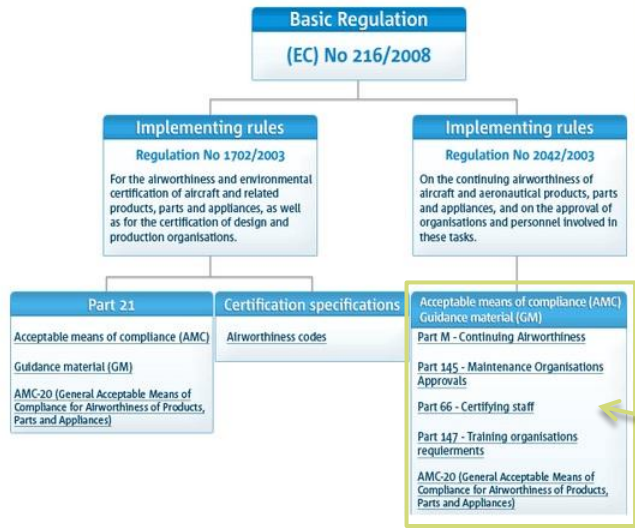 Basic Regulation
(EC) No 216/2008
Implementing rules
Regulation No 1702/2003
For the airworthiness and environmental
certification of aircraft and related
products, parts and appliances, as well
as for the certification of design and
production organisations.
Implementing rules
Regulation No 2042/2003
On the continuing airworthiness of
aircraft and aeronautical products, parts
and appliances, and on the approval of
organisations and personnel involved in
these tasks.
Part 21
Acceptable means of compliance (AMC)
Guidance material (GM)
AMC-20 (General Acceptable Means of
Compliance for Airworthiness of Products,
Parts and Appliances)
Certification specifications
Airworthiness codes
Acceptable means of compliance (AMC)
Guidance material (GM)
Part M - Continuing Airworthiness
Part 145 - Maintenance Organisations
Approvals
Part 66 - Certifying staff
Part 147 - Training organisations
requierments
AMC-20 (General Acceptable Means of
Compliance for Airworthiness of Products,
Parts and Appliances)